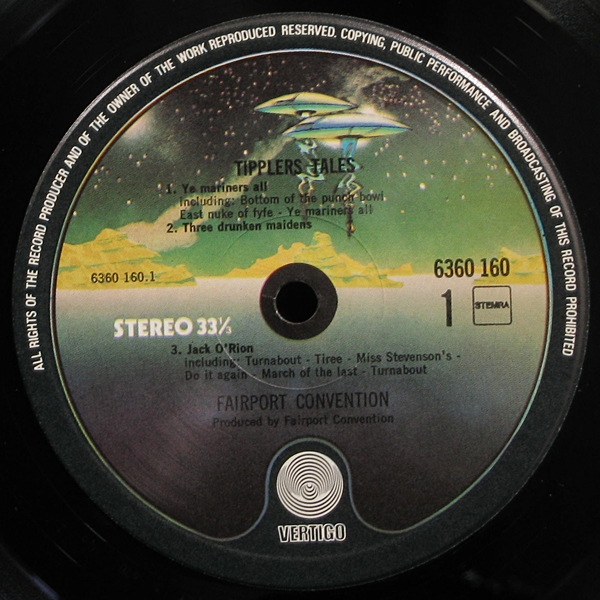 ALL RIGHTS OF THE RECORD PRODUCER AND OF THE OWNER OF THE WORK REPRODUCED RESERVED. COPYING, PUBLIC PERFORMANCE AND BROADCASTING OF THIS RECORD PROHIBITED
TIPPLERS TALES
1. Ye mariners all
including: Bottom of the punch bowl
East nuke of fyfe - Ye mariners all
2. Three drunken maidens
6360 160.1
6360 160
1
STEMRA
STEREO 33⅓
3. Jack O'Rion
including: Turnabout - Tiree - Miss Stevenson's -
Do it again - March of the last - Turnabout
FAIRPORT CONVENTION
Produced by Fairport Convention
VERTIGO